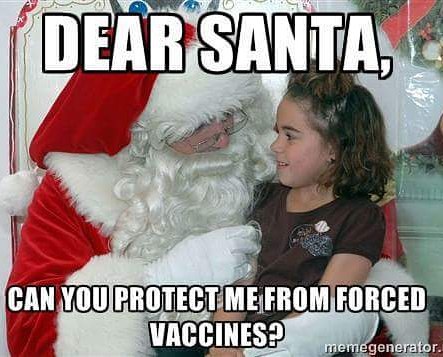 DEAR SANTA,
CAN YOU PROTECT ME FROM FORCED
VACCINES?
memegenerator.